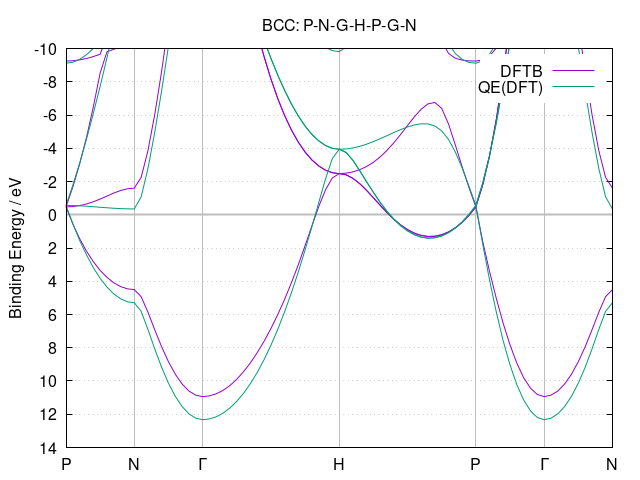 BCC: P-N-G-H-P-G-N
-10
-8
-6
-4
-2
0
2
4
6
8
10
12
14
Binding Energy / eV
DFTB
QE(DFT)
P N Γ H P Γ N